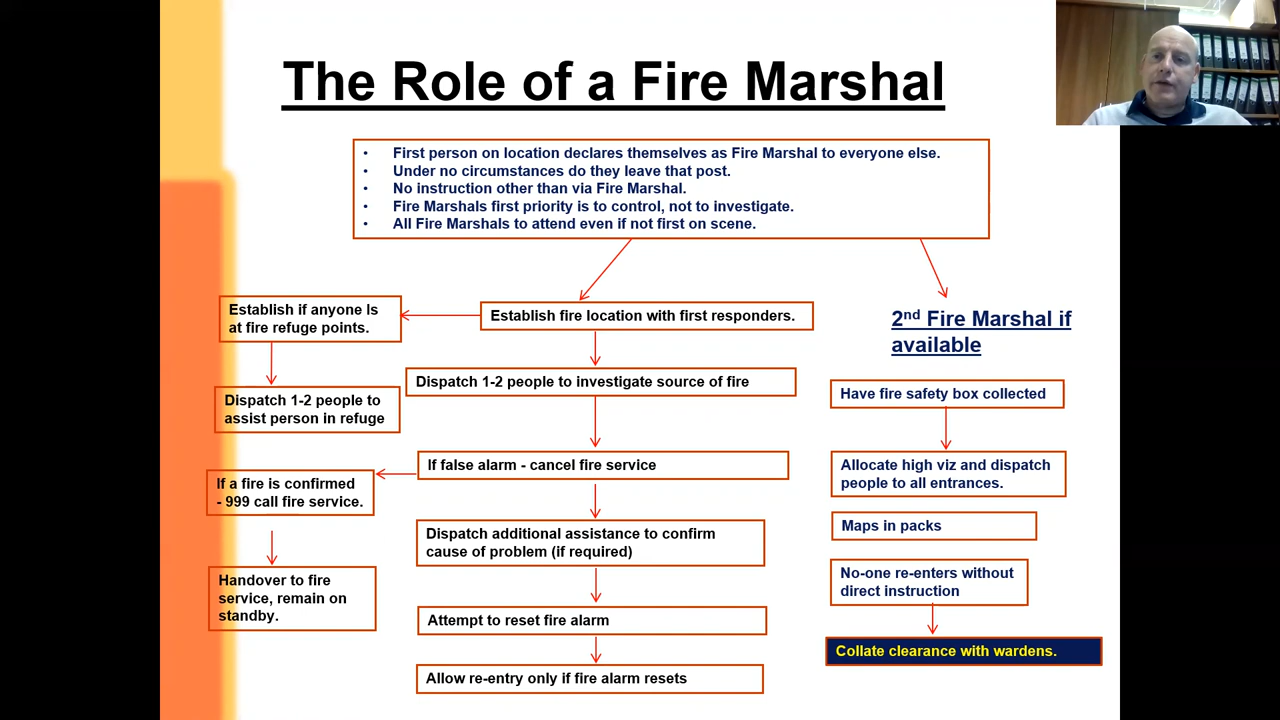 The Role of a Fire Marshal
• First person on location declares themselves as Fire Marshal to everyone else.
• Under no circumstances do they leave that post.
• No instruction other than via Fire Marshal.
• Fire Marshals first priority is to control, not to investigate.
• All Fire Marshals to attend even if not first on scene.
Establish if anyone Is
at fire refuge points.
Dispatch 1-2 people to
assist person in refuge
If a fire is confirmed
- 999 call fire service.
Handover to fire
service, remain on
standby.
Establish fire location with first responders.
Dispatch 1-2 people to investigate source of fire
If false alarm - cancel fire service
Dispatch additional assistance to confirm
cause of problem (if required)
Attempt to reset fire alarm
Allow re-entry only if fire alarm resets
2nd Fire Marshal if
available
Have fire safety box collected
Allocate high viz and dispatch
people to all entrances.
Maps in packs
No-one re-enters without
direct instruction
Collate clearance with wardens.